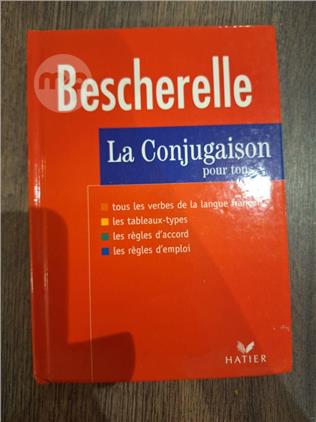 Bescherelle
La Conjugaison
pour tous
tous les verbes de la langue française
les tableaux-types
les règles d'accord
les règles d'emploi
HATIER